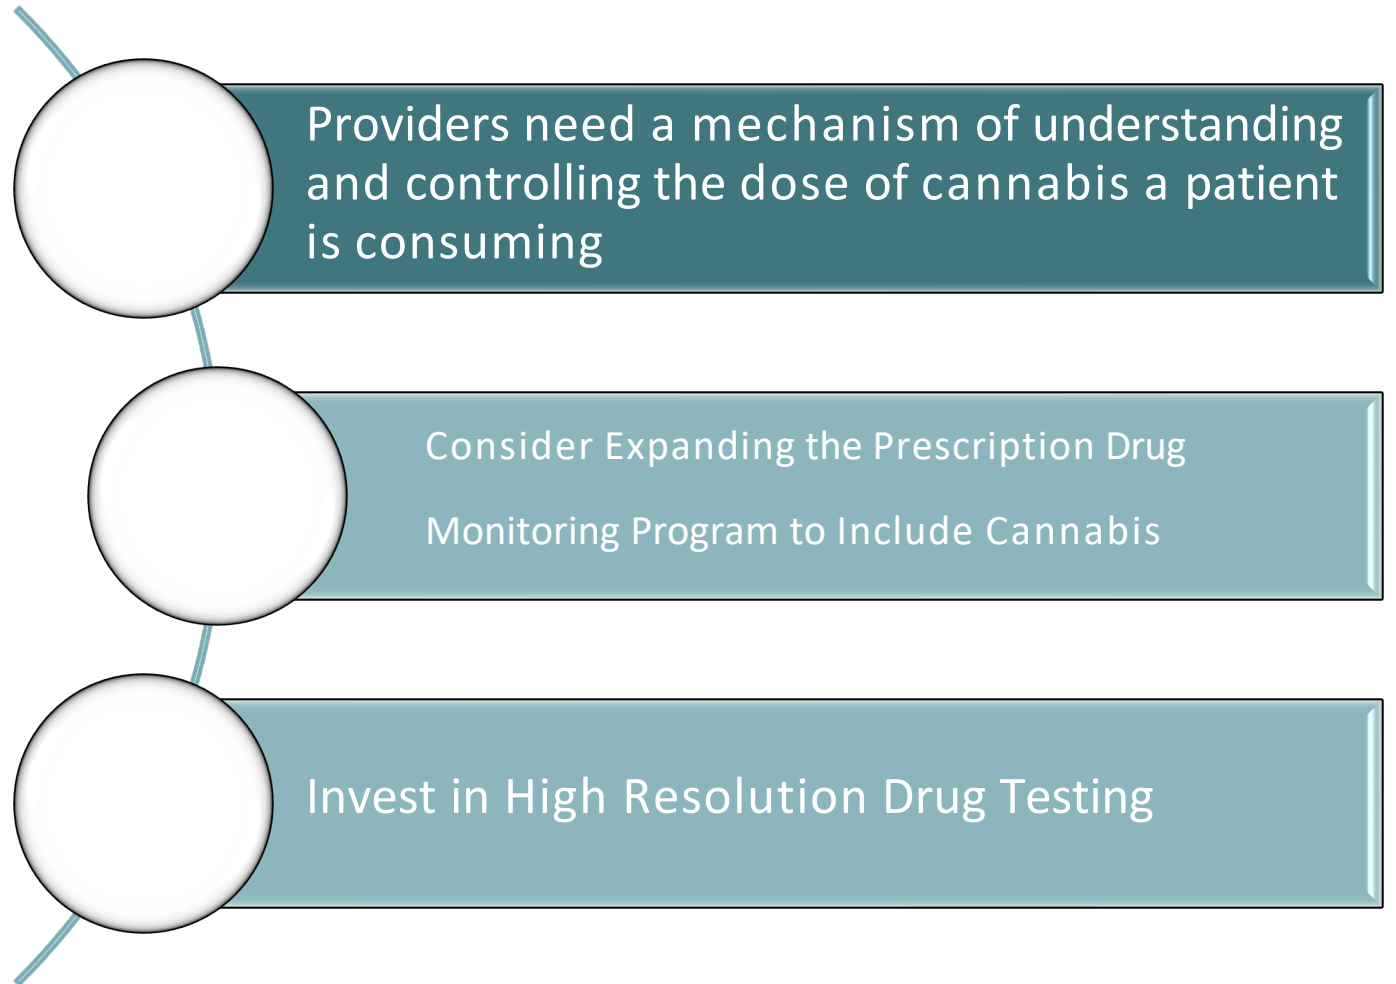 Providers need a mechanism of understanding
and controlling the dose of cannabis a patient
is consuming
Consider Expanding the Prescription Drug
Monitoring Program to Include Cannabis
Invest in High Resolution Drug Testing